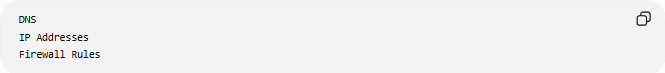 DNS
IP Addresses
Firewall Rules